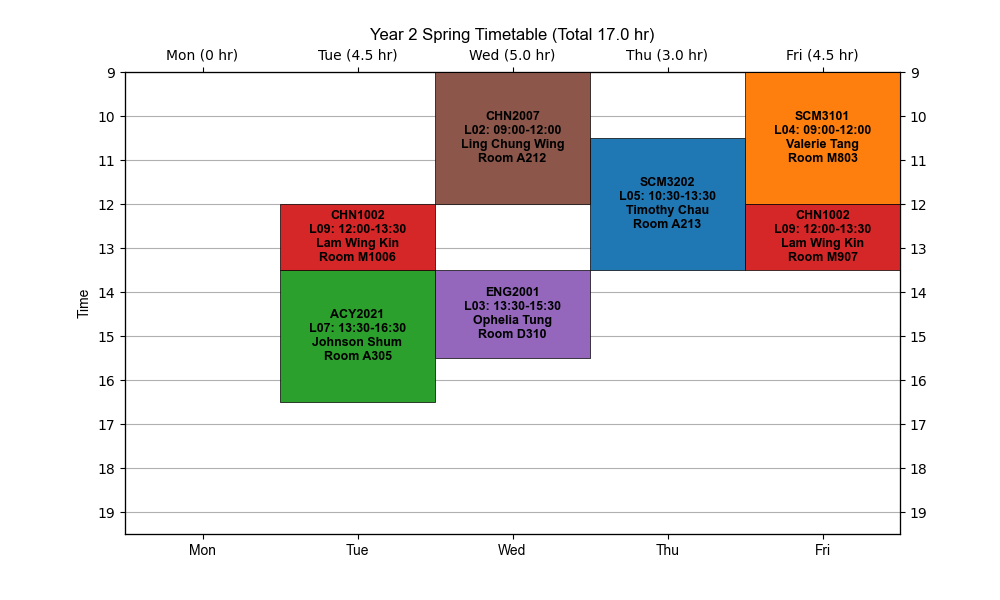 Year 2 Spring Timetable (Total 17.0 hr)
Mon (0 hr) Tue (4.5 hr) Wed (5.0 hr) Thu (3.0 hr) Fri (4.5 hr)
9 9
10 10
11 11
12 12
13 13
14 14
15 15
16 16
17 17
18 18
19 19
Time
CHN1002
L09: 12:00-13:30
Lam Wing Kin
Room M1006
ACY2021
L07: 13:30-16:30
Johnson Shum
Room A305
CHN2007
L02: 09:00-12:00
Ling Chung Wing
Room A212
ENG2001
L03: 13:30-15:30
Ophelia Tung
Room D310
SCM3202
L05: 10:30-13:30
Timothy Chau
Room A213
SCM3101
L04: 09:00-12:00
Valerie Tang
Room M803
CHN1002
L09: 12:00-13:30
Lam Wing Kin
Room M907
Mon Tue Wed Thu Fri